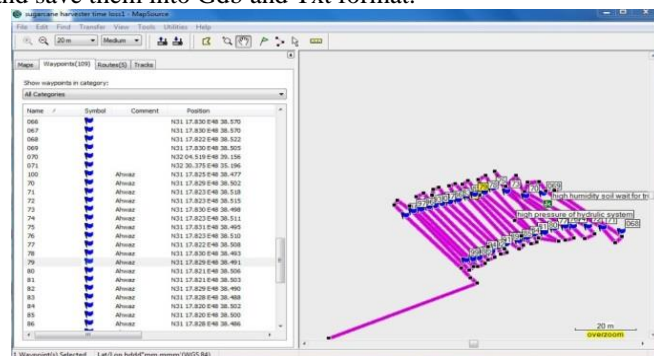 and save them into Gdb and Txt format.
sugarcane harvester time loss1 - MapSource
File Edit Find Transfer View Tools Utilities Help
20 m Medium
Maps Waypoints(109) Routes(5) Tracks
Show waypoints in category:
All Categories
Name Symbol Comment Position
066 N31 17.830 E48 38.570
067 N31 17.830 E48 38.570
068 N31 17.822 E48 38.522
069 N31 17.830 E48 38.505
070 N32 04.519 E48 39.156
071 N32 30.375 E48 35.196
100 Ahwaz N31 17.825 E48 38.477
70 Ahwaz N31 17.829 E48 38.502
71 Ahwaz N31 17.823 E48 38.518
72 Ahwaz N31 17.823 E48 38.515
73 Ahwaz N31 17.830 E48 38.498
74 Ahwaz N31 17.823 E48 38.511
75 Ahwaz N31 17.831 E48 38.495
76 Ahwaz N31 17.823 E48 38.510
77 Ahwaz N31 17.822 E48 38.508
78 Ahwaz N31 17.830 E48 38.493
79 Ahwaz N31 17.829 E48 38.491
80 Ahwaz N31 17.821 E48 38.506
81 Ahwaz N31 17.821 E48 38.503
82 Ahwaz N31 17.829 E48 38.490
83 Ahwaz N31 17.828 E48 38.488
84 Ahwaz N31 17.820 E48 38.502
85 Ahwaz N31 17.820 E48 38.500
86 Ahwaz N31 17.828 E48 38.486
069
high humidity soil wait for tr
high pressure of hydrulic system
068
20 m
overzoom